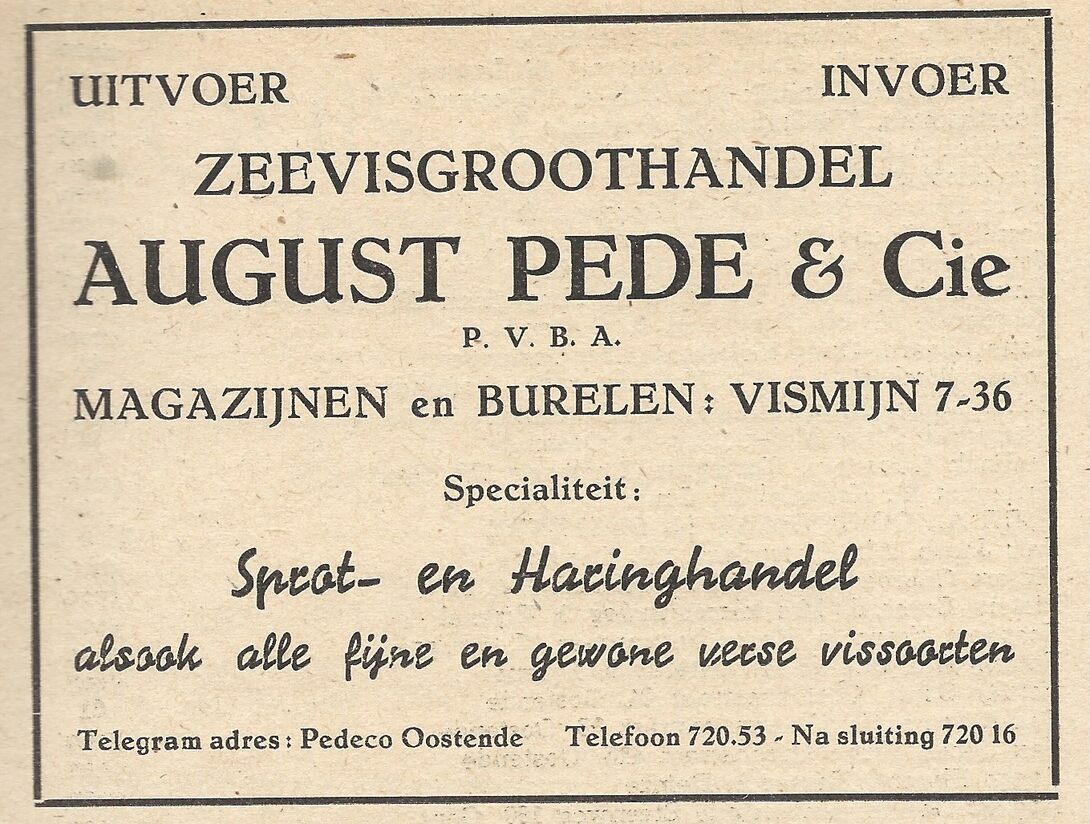 UITVOER INVOER
ZEEVISGROOTHANDEL
AUGUST PEDE & Cie
P. V. B. A.
MAGAZIJNEN en BURELEN: VISMIJN 7-36
Specialiteit:
Sprot- en Haringhandel
alsook alle fijne en gewone verse vissoorten
Telegram adres: Pedeco Oostende Telefoon 720.53 - Na sluiting 720 16